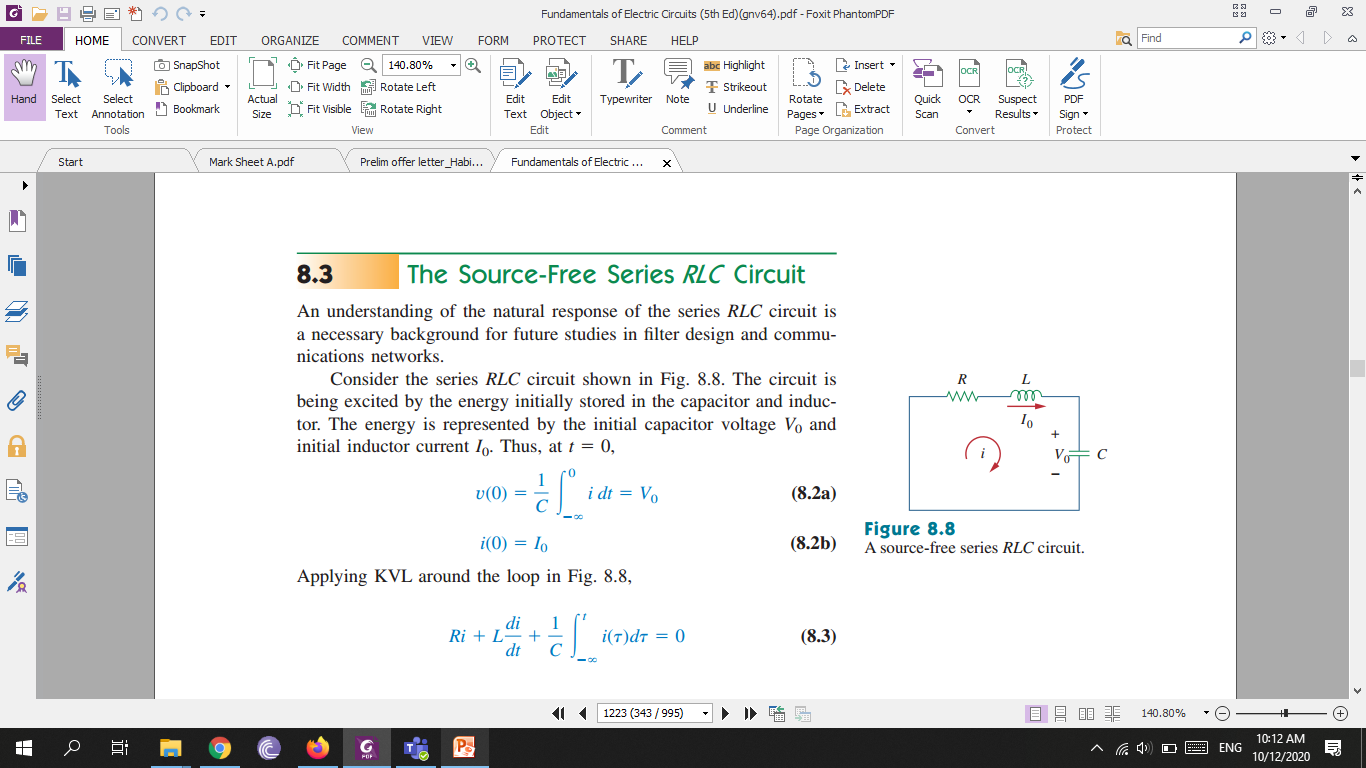 Fundamentals of Electric Circuits (5th Ed)(gnv64).pdf - Foxit PhantomPDF
FILE HOME CONVERT EDIT ORGANIZE COMMENT VIEW FORM PROTECT SHARE HELP Find
Hand
Select Text
Select Annotation
SnapShot
Clipboard
Bookmark
Tools
Actual Size
Fit Page
Fit Width
Fit Visible
140.80%
Rotate Left
Rotate Right
View
Edit Text
Edit Object
Edit
Typewriter
Note
abc Highlight
T Strikeout
U Underline
Comment
Rotate Pages
Insert
Delete
Extract
Page Organization
Quick Scan
OCR
OCR
OCR
Suspect Results
Convert
PDF Sign
Protect
Start
Mark Sheet A.pdf
Prelim offer letter_Habi...
Fundamentals of Electric ...
8.3 The Source-Free Series RLC Circuit
An understanding of the natural response of the series RLC circuit is
a necessary background for future studies in filter design and commu-
nications networks.
Consider the series RLC circuit shown in Fig. 8.8. The circuit is
being excited by the energy initially stored in the capacitor and induc-
tor. The energy is represented by the initial capacitor voltage V₀ and
initial inductor current I₀. Thus, at t = 0,
v(0) = 1/C ∫₋∞⁰ i dt = V₀ (8.2a)
i(0) = I₀ (8.2b)
Applying KVL around the loop in Fig. 8.8,
Ri + L di/dt + 1/C ∫₋∞ᵗ i(τ)dτ = 0 (8.3)
R
L
I₀
i
+
V₀
C
–
Figure 8.8
A source-free series RLC circuit.
1223 (343 / 995)
140.80%
ENG
10:12 AM
10/12/2020